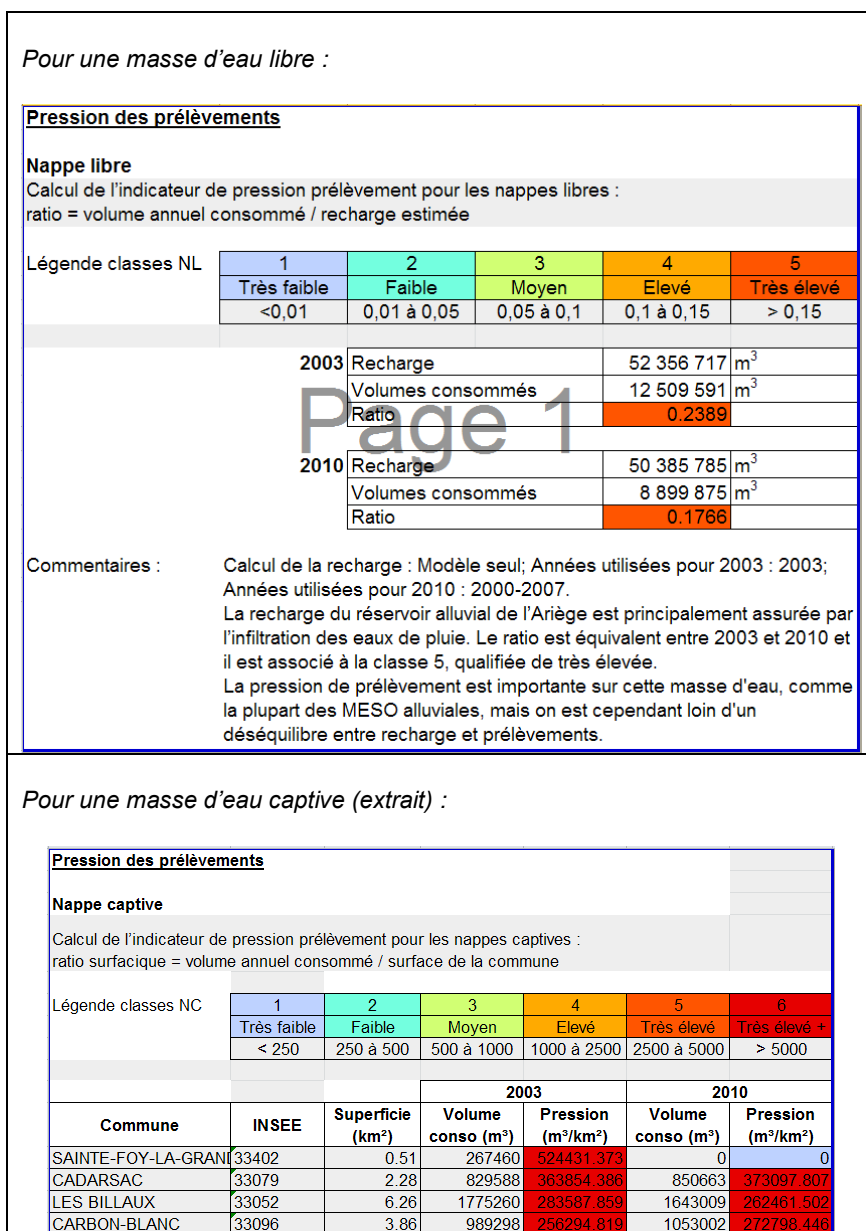 Pour une masse d’eau libre :
Pression des prélèvements
Nappe libre
Calcul de l’indicateur de pression prélèvement pour les nappes libres :
ratio = volume annuel consommé / recharge estimée
Légende classes NL 1 2 3 4 5
Très faible Faible Moyen Elevé Très élevé
<0,01 0,01 à 0,05 0,05 à 0,1 0,1 à 0,15 > 0,15
2003 Recharge 52 356 717 m³
Volumes consommés 12 509 591 m³
Ratio 0.2389
Page 1
2010 Recharge 50 385 785 m³
Volumes consommés 8 899 875 m³
Ratio 0.1766
Commentaires : Calcul de la recharge : Modèle seul; Années utilisées pour 2003 : 2003;
Années utilisées pour 2010 : 2000-2007.
La recharge du réservoir alluvial de l’Ariège est principalement assurée par
l’infiltration des eaux de pluie. Le ratio est équivalent entre 2003 et 2010 et
il est associé à la classe 5, qualifiée de très élevée.
La pression de prélèvement est importante sur cette masse d'eau, comme
la plupart des MESO alluviales, mais on est cependant loin d'un
déséquilibre entre recharge et prélèvements.
Pour une masse d’eau captive (extrait) :
Pression des prélèvements
Nappe captive
Calcul de l’indicateur de pression prélèvement pour les nappes captives :
ratio surfacique = volume annuel consommé / surface de la commune
Légende classes NC 1 2 3 4 5 6
Très faible Faible Moyen Elevé Très élevé Très élevé +
< 250 250 à 500 500 à 1000 1000 à 2500 2500 à 5000 > 5000
2003 2010
Commune INSEE Superficie (km²) Volume conso (m³) Pression (m³/km²) Volume conso (m³) Pression (m³/km²)
SAINTE-FOY-LA-GRAND 33402 0.51 267460 524431.373 0 0
CADARSAC 33079 2.28 829588 363854.386 850663 373097.807
LES BILLAUX 33052 6.26 1775260 283587.859 1643009 262461.502
CARBON-BLANC 33096 3.86 989298 256294.819 1053002 272798.446